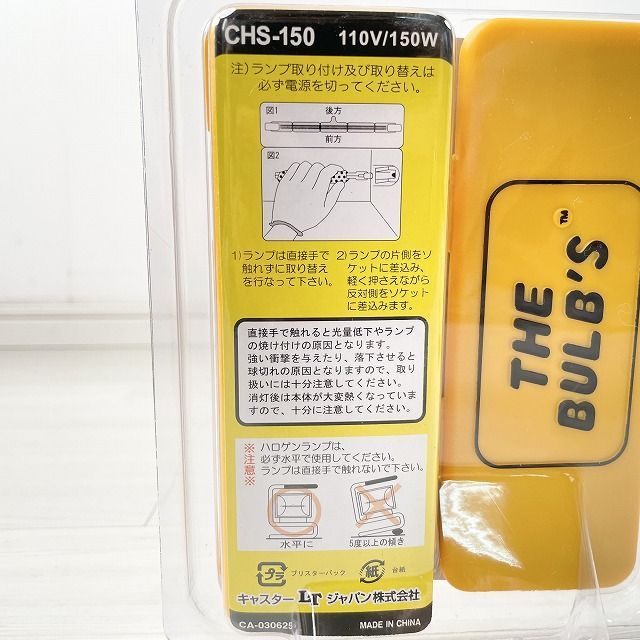 CHS-150 110V/150W
注)ランプ取り付け及び取り替えは
必ず電源を切ってください。
図1
後方
前方
図2
1)ランプは直接手で
触れずに取り替え
を行なって下さい。
2)ランプの片側をソ
ケットに差込み、
軽く押さえながら
反対側をソケット
に差込みます。
直接手で触れると光量低下やランプ
の焼け付けの原因となります。
強い衝撃を与えたり、落下させると
球切れの原因となりますので、取り
扱いには十分注意してください。
消灯後は本体が大変熱くなっていま
すので、十分に注意してください。
※注意※
ハロゲンランプは、
必ず水平で使用してください。
ランプは直接手で触れないで下さい。
水平に
5度以上の傾き
プラ ブリスターパック 紙 台紙
キャスター LT ジャパン株式会社
CA-030625 MADE IN CHINA
THE
BULB'S
TM